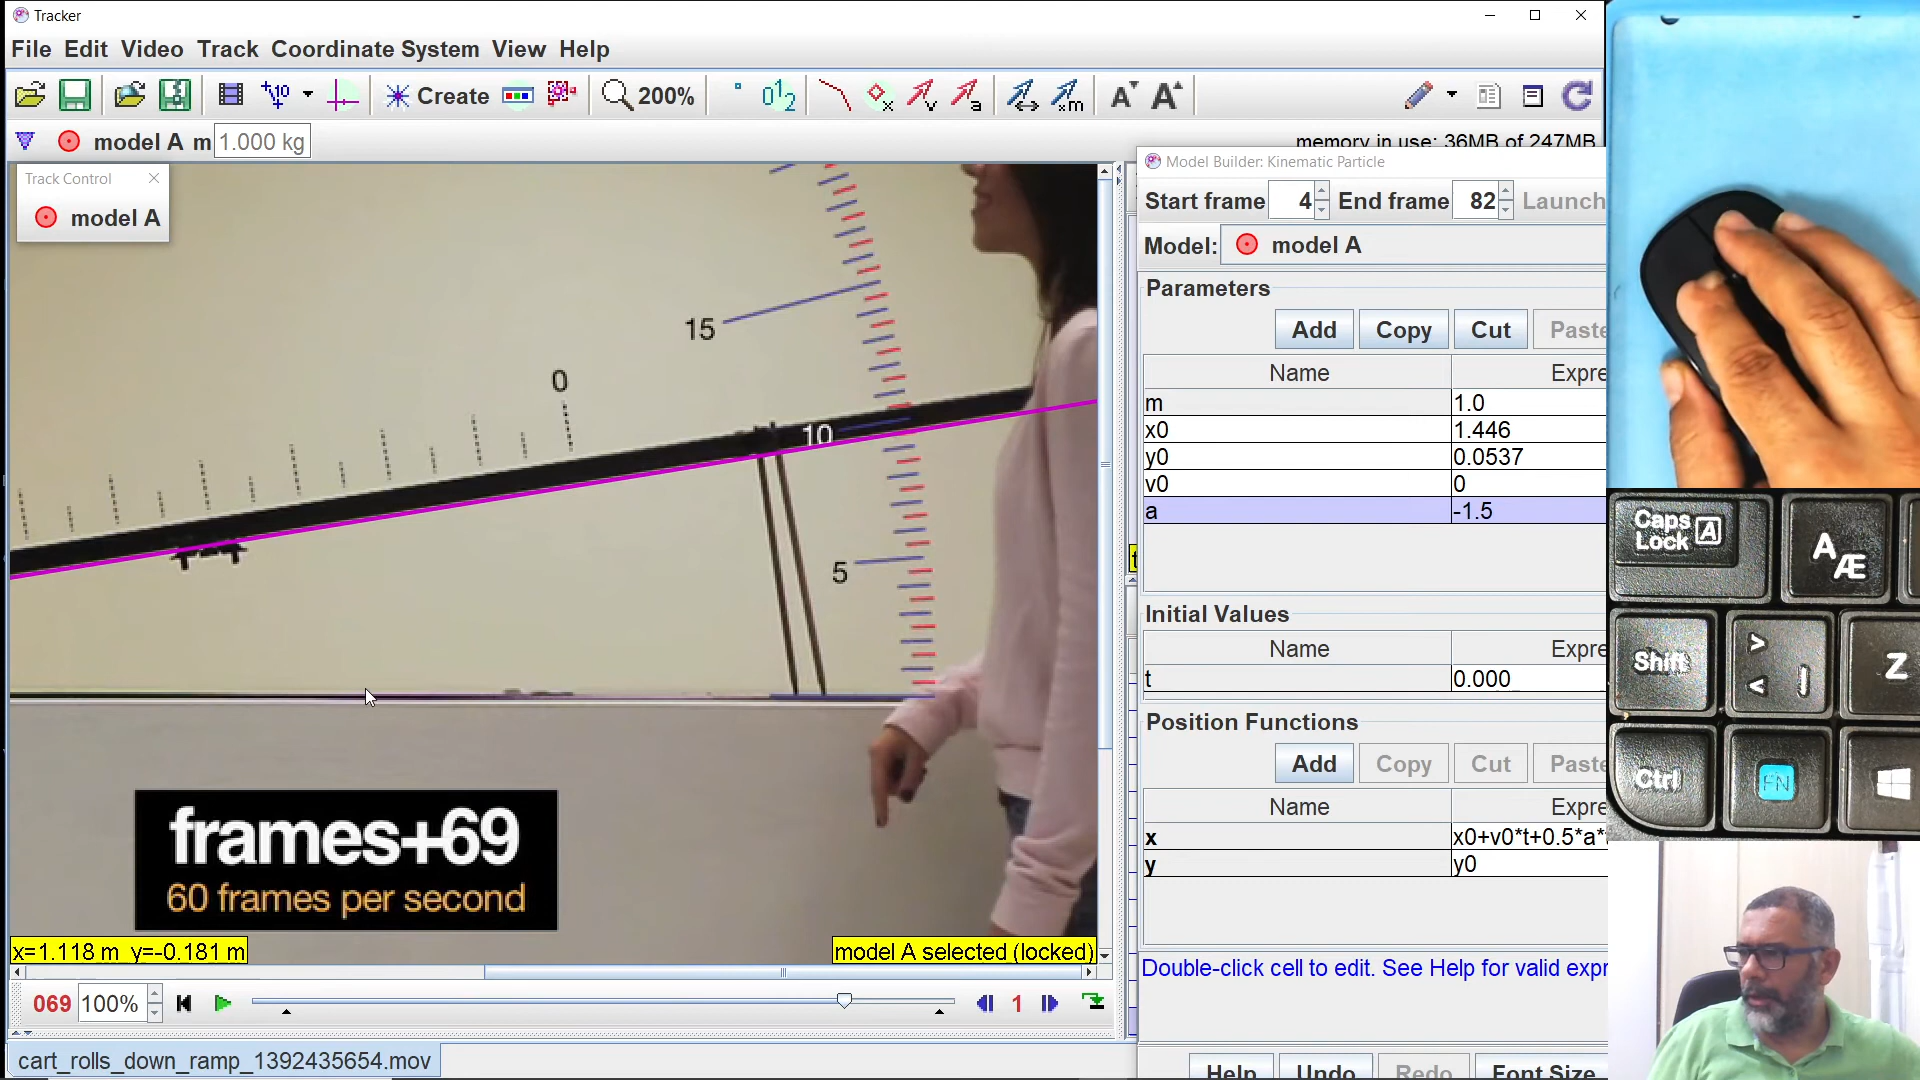 Tracker
File Edit Video Track Coordinate System View Help
Create 200%
model A m 1.000 kg
memory in use: 36MB of 247MB
Track Control
model A
15
0
10
5
frames+69
60 frames per second
x=1.118 m y=-0.181 m
model A selected (locked)
069 100% 1
cart_rolls_down_ramp_1392435654.mov
Model Builder: Kinematic Particle
Start frame 4 End frame 82 Launch
Model: model A
Parameters
Add Copy Cut Paste
Name Expre
m 1.0
x0 1.446
y0 0.0537
v0 0
a -1.5
Initial Values
Name Expre
t 0.000
Position Functions
Add Copy Cut Paste
Name Expre
x x0+v0*t+0.5*a*
y y0
Double-click cell to edit. See Help for valid expr
Help Undo Redo Font Size
Caps Lock A
A Æ
Shift > < | Z
Ctrl FN